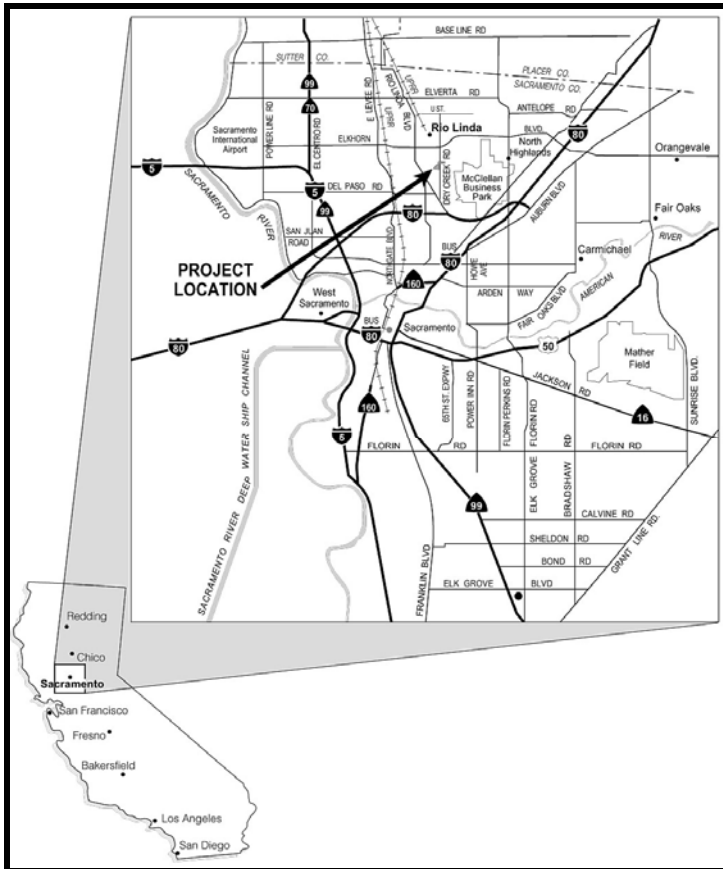 BASE LINE RD
SUTTER CO.
PLACER CO.
SACRAMENTO CO.
99
70
E LEVEE RD
UPRR
RIO LINDA BLVD
UPRR
ELVERTA RD
U ST.
ANTELOPE RD
POWER LINE RD
EL CENTRO RD
Sacramento
International
Airport
ELKHORN
BLVD.
Rio Linda
80
North
Highlands
Orangevale
5
DRY CREEK RD
McClellan
Business
Park
DEL PASO RD
5
99
SACRAMENTO
RIVER
80
AUBURN BLVD
Fair Oaks
SAN JUAN
ROAD
NORTHGATE BLVD
BUS
80
HOWE
AVE
Carmichael
RIVER
AMERICAN
PROJECT
LOCATION
160
ARDEN WAY
FAIR OAKS BLVD
West
Sacramento
BUS
80
Sacramento
50
Mather
Field
80
SUNRISE BLVD.
65TH ST. EXPWY
POWER INN RD
FLORIN PERKINS RD
JACKSON RD
16
160
5
FLORIN RD
FLORIN RD
FLORIN RD
SACRAMENTO RIVER DEEP WATER SHIP CHANNEL
ELK GROVE
BRADSHAW RD
99
CALVINE RD
SHELDON RD
BOND RD
GRANT LINE RD.
FRANKLIN BLVD
ELK GROVE BLVD
Redding
Chico
Sacramento
San Francisco
Fresno
Bakersfield
Los Angeles
San Diego